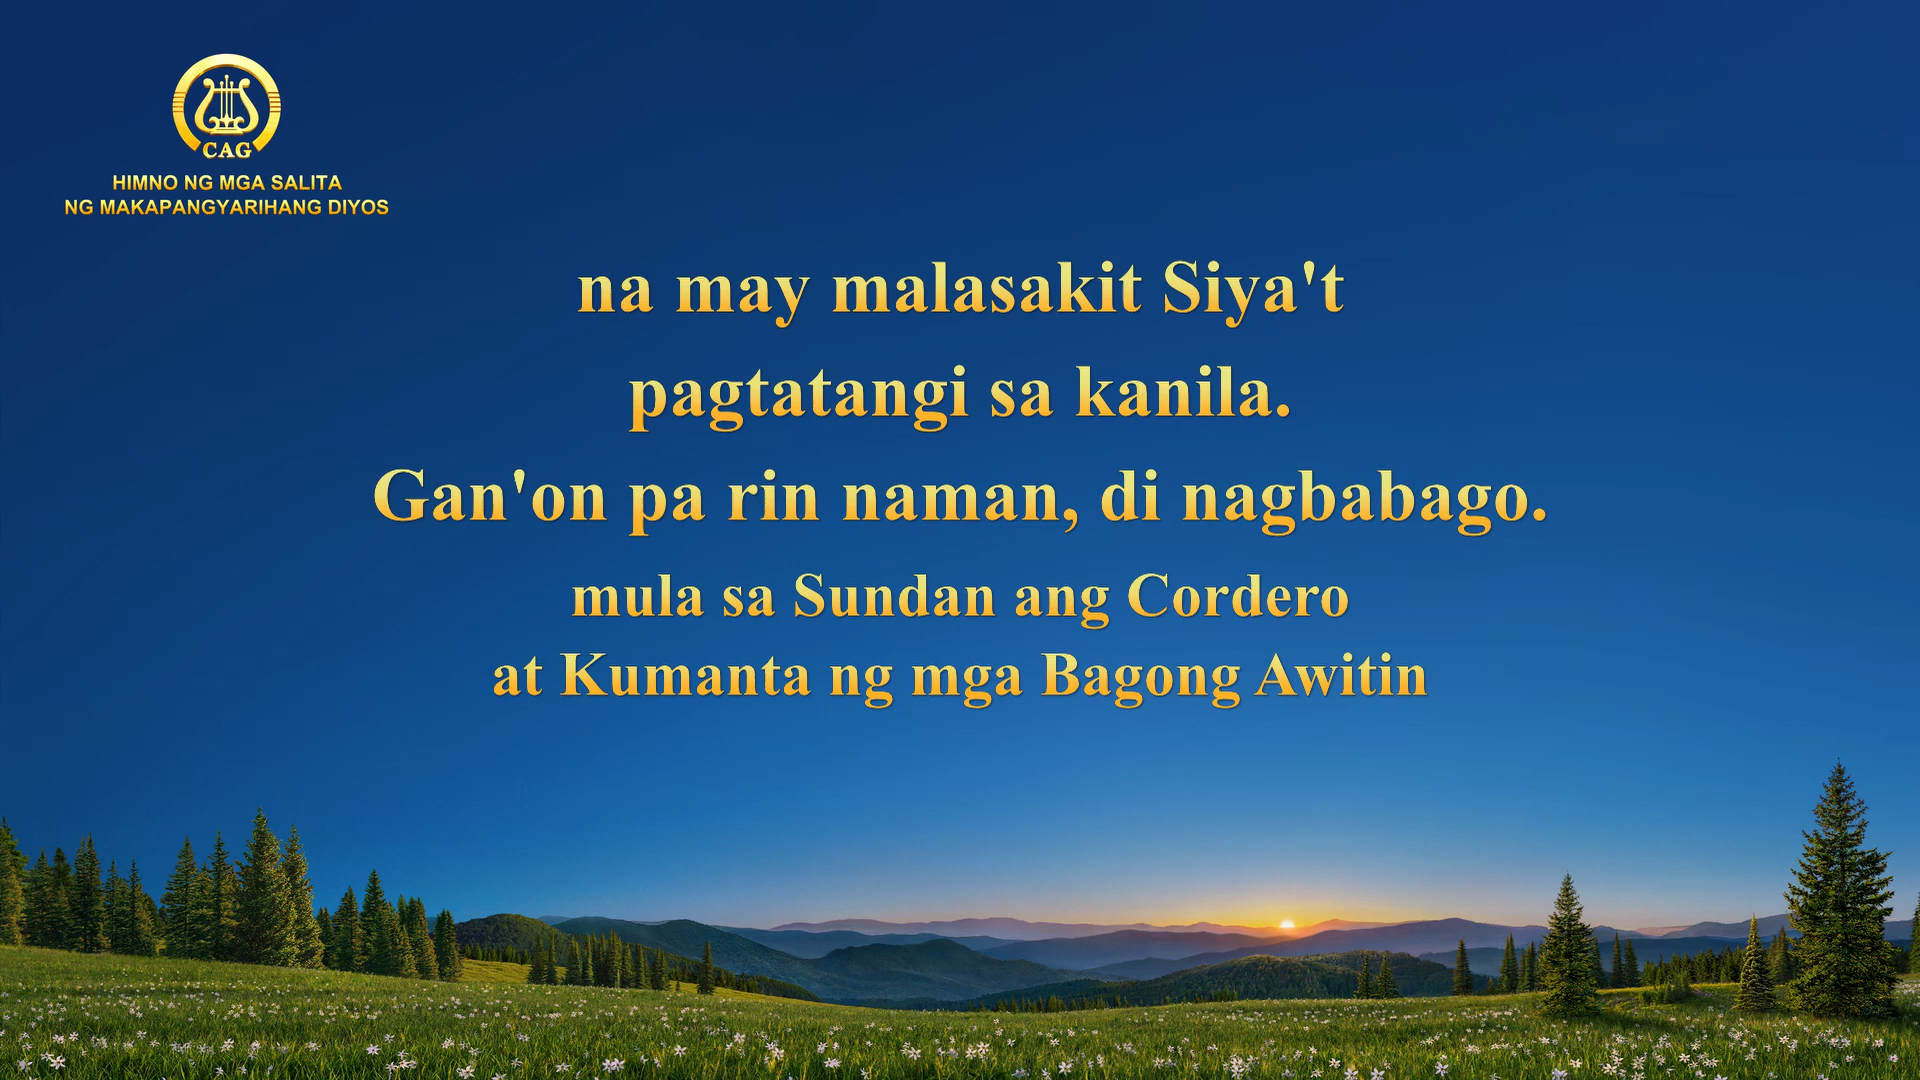 CAG
HIMNO NG MGA SALITA
NG MAKAPANGYARIHANG DIYOS
na may malasakit Siya't
pagtatangi sa kanila.
Gan'on pa rin naman, di nagbabago.
mula sa Sundan ang Cordero
at Kumanta ng mga Bagong Awitin